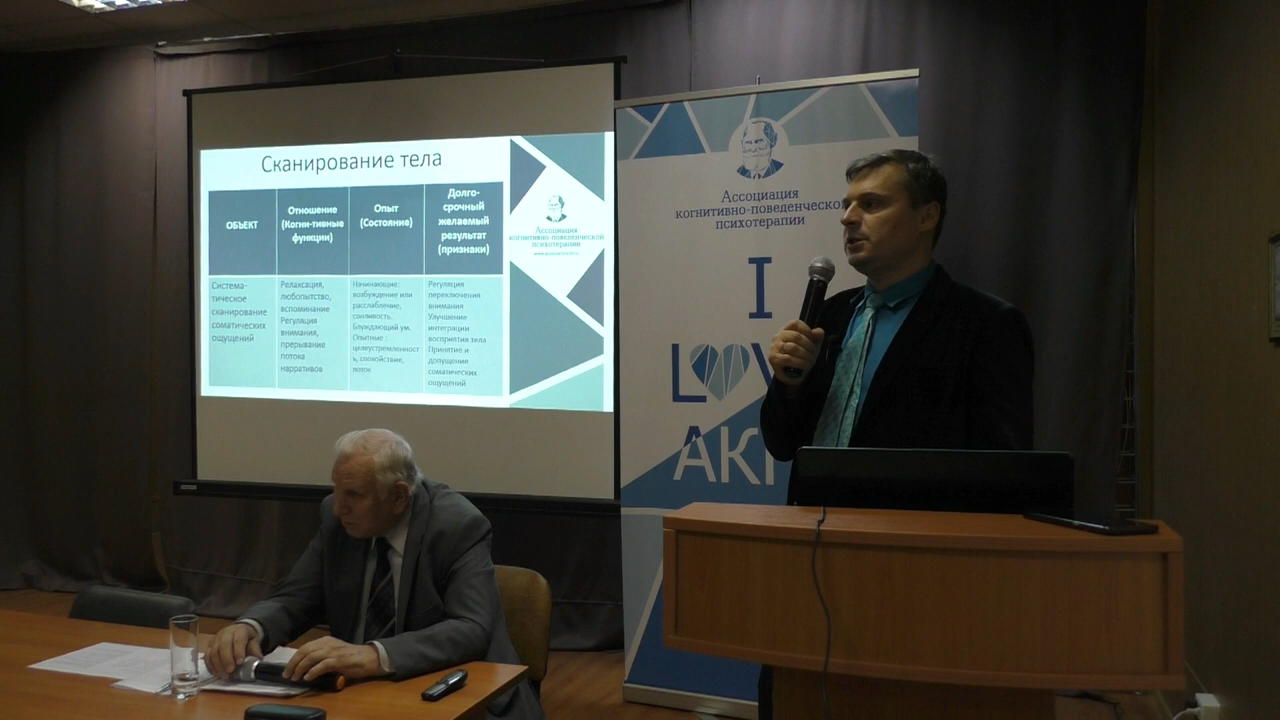 Сканирование тела
ОБЪЕКТ
Отношение
(Когни-тивные
функции)
Опыт
(Состояние)
Долго-
срочный
желаемый
результат
(признаки)
Система-
тическое
сканирование
соматических
ощущений
Релаксация,
любопытство,
вспоминание
Регуляция
внимания,
прерывание
потока
нарративов
Начинающие:
возбуждение или
расслабление,
сонливость.
Блуждающий ум.
Опытные :
целеустремленност
ь, спокойствие,
поток
Регуляция
переключения
внимания
Улучшение
интеграции
восприятия тела
Принятие и
допущение
соматических
ощущений
Ассоциация
когнитивно-поведенческой
психотерапии
Ассоциация
когнитивно-поведенческо
психотерапии
I
LOV
АК